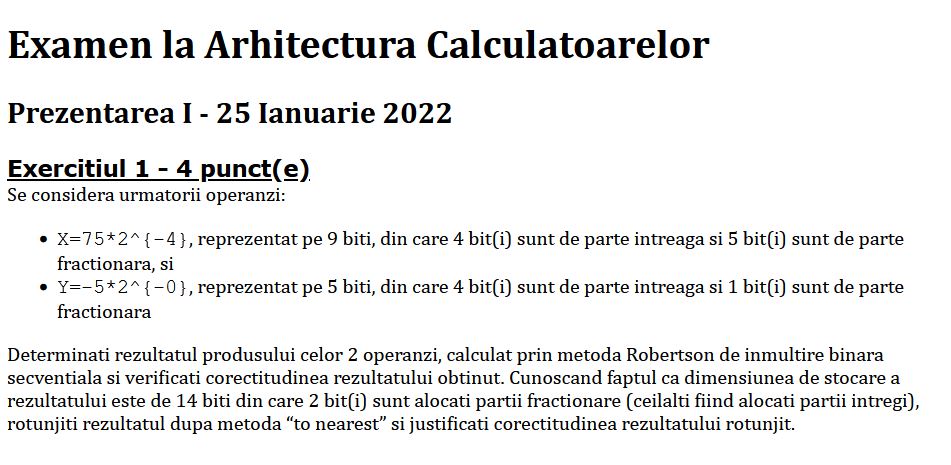 Examen la Arhitectura Calculatoarelor
Prezentarea I - 25 Ianuarie 2022
Exercitiul 1 - 4 punct(e)
Se considera urmatorii operanzi:
• X=75*2^{-4}, reprezentat pe 9 biti, din care 4 bit(i) sunt de parte intreaga si 5 bit(i) sunt de parte
fractionara, si
• Y=-5*2^{-0}, reprezentat pe 5 biti, din care 4 bit(i) sunt de parte intreaga si 1 bit(i) sunt de parte
fractionara
Determinati rezultatul produsului celor 2 operanzi, calculat prin metoda Robertson de inmultire binara
secventiala si verificati corectitudinea rezultatului obtinut. Cunoscand faptul ca dimensiunea de stocare a
rezultatului este de 14 biti din care 2 bit(i) sunt alocati partii fractionare (ceilalti fiind alocati partii intregi),
rotunjiti rezultatul dupa metoda “to nearest” si justificati corectitudinea rezultatului rotunjit.